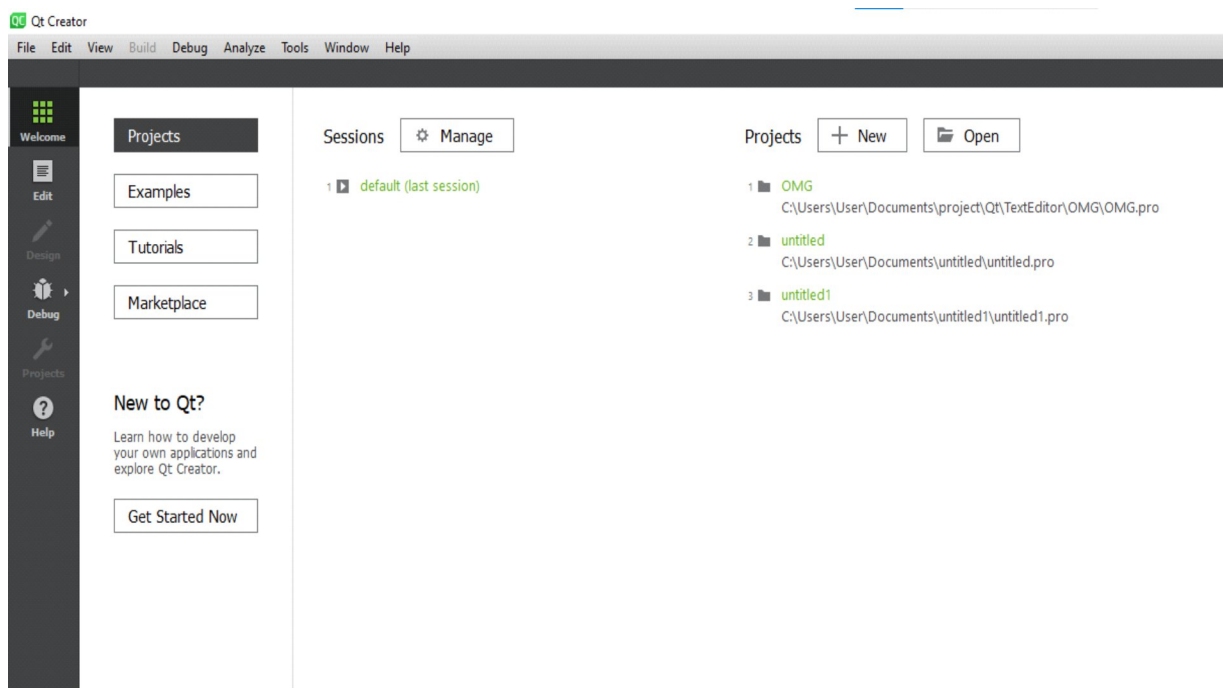 QC Qt Creator
File Edit View Build Debug Analyze Tools Window Help
Welcome
Edit
Design
Debug
Projects
Help
Projects
Examples
Tutorials
Marketplace
New to Qt?
Learn how to develop
your own applications and
explore Qt Creator.
Get Started Now
Sessions Manage
1 default (last session)
Projects New Open
1 OMG
C:\Users\User\Documents\project\Qt\TextEditor\OMG\OMG.pro
2 untitled
C:\Users\User\Documents\untitled\untitled.pro
3 untitled1
C:\Users\User\Documents\untitled1\untitled1.pro